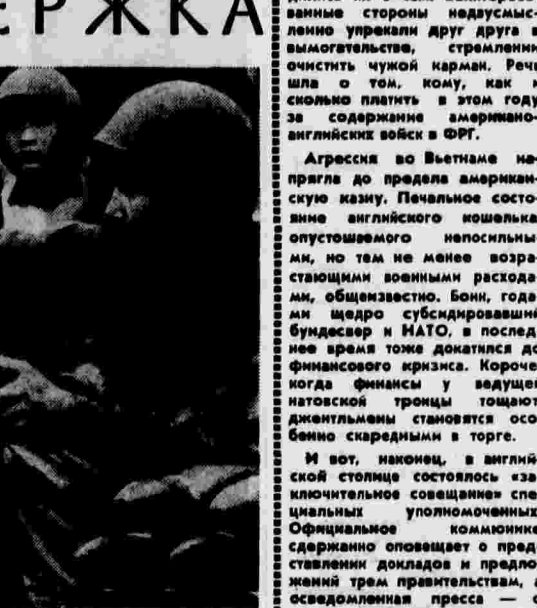 ЕРЖКА
ванные стороны недвусмыс-
ленно упрекали друг друга в
вымогательстве, стремлении
очистить чужой карман. Речь
шла о том, кому, как и
сколько платить в этом году
за содержание американо-
английских войск в ФРГ.
Агрессия во Вьетнаме на-
прягла до предела американ-
скую казну. Печальное состо-
яние английского кошелька,
опустошаемого непосильны-
ми, но тем не менее возра-
стающими военными расхода-
ми, общеизвестно. Бонн, года-
ми щедро субсидировавший
бундесвер и НАТО, в послед-
нее время тоже докатился до
финансового кризиса. Короче,
когда финансы у ведущей
натовской троицы тощают,
джентльмены становятся осо-
бенно скаредными в торге.
И вот, наконец, в англий-
ской столице состоялось «за-
ключительное совещание» спе-
циальных уполномоченных.
Официальное коммюнике
сдержанно оповещает о пред-
ставлении докладов и предло-
жений трем правительствам, а
осведомленная пресса — о